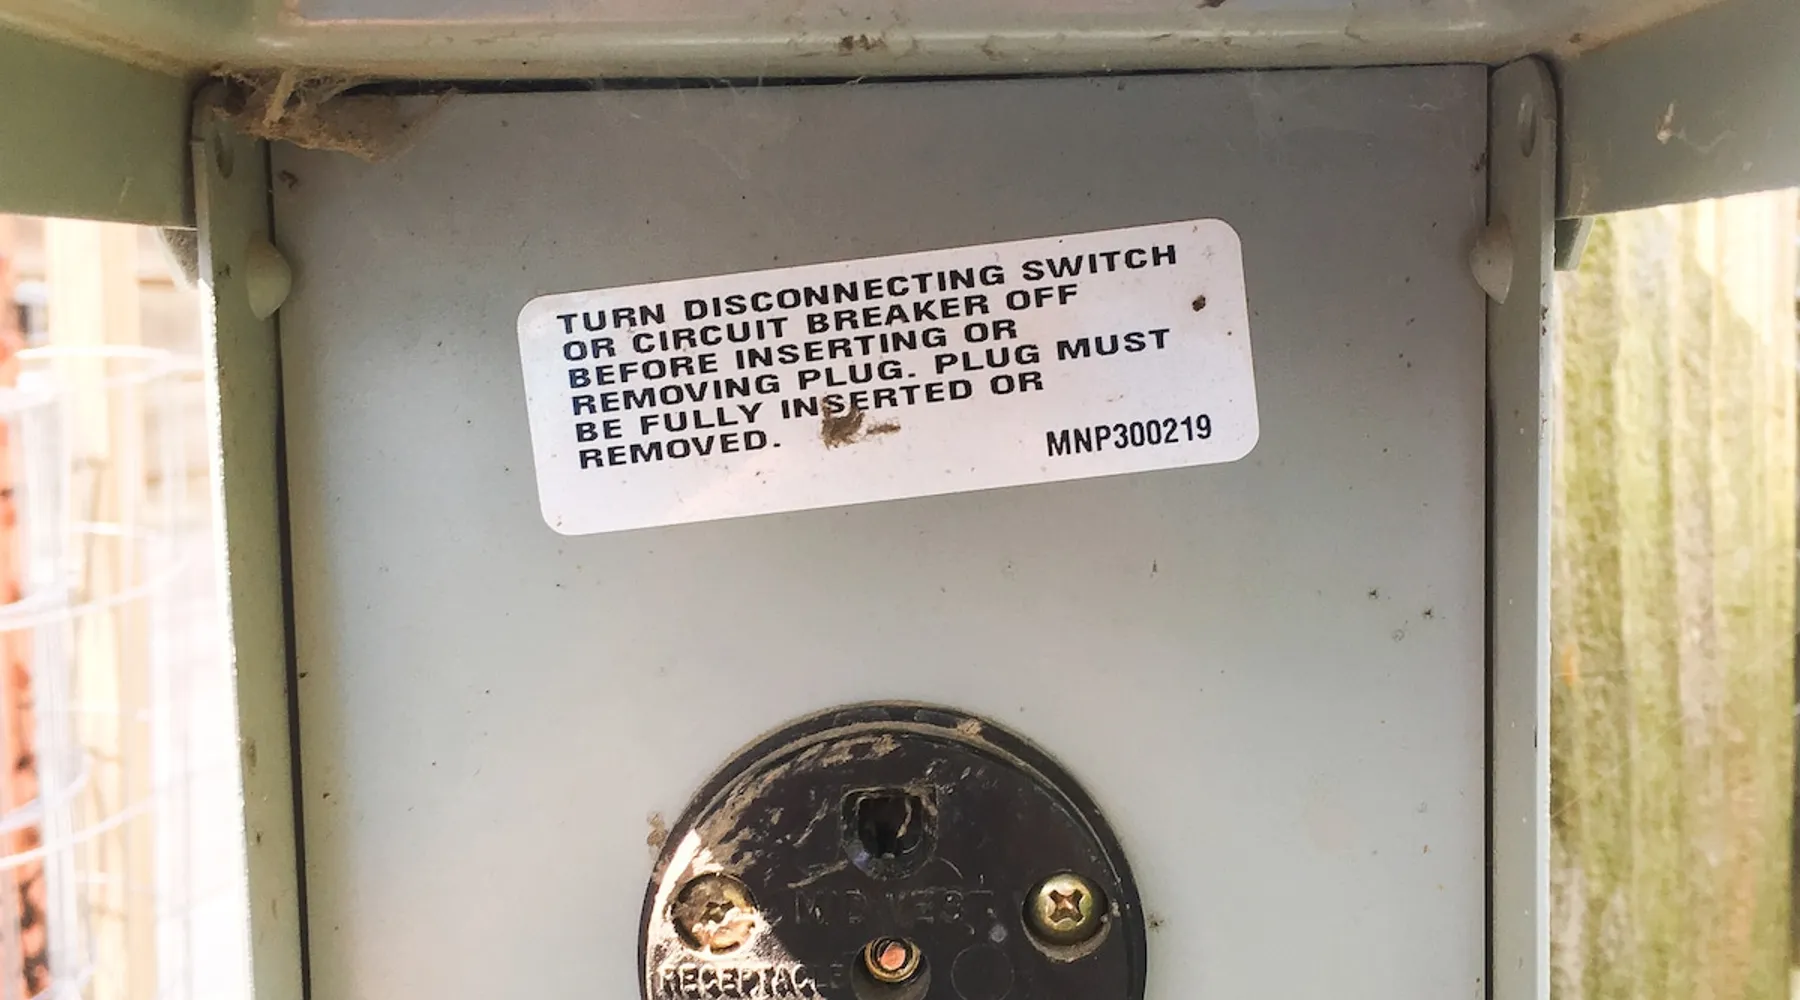 TURN DISCONNECTING SWITCH
OR CIRCUIT BREAKER OFF
BEFORE INSERTING OR
REMOVING PLUG. PLUG MUST
BE FULLY INSERTED OR
REMOVED.
MNP300219
MIDWEST
RECEPTACLE